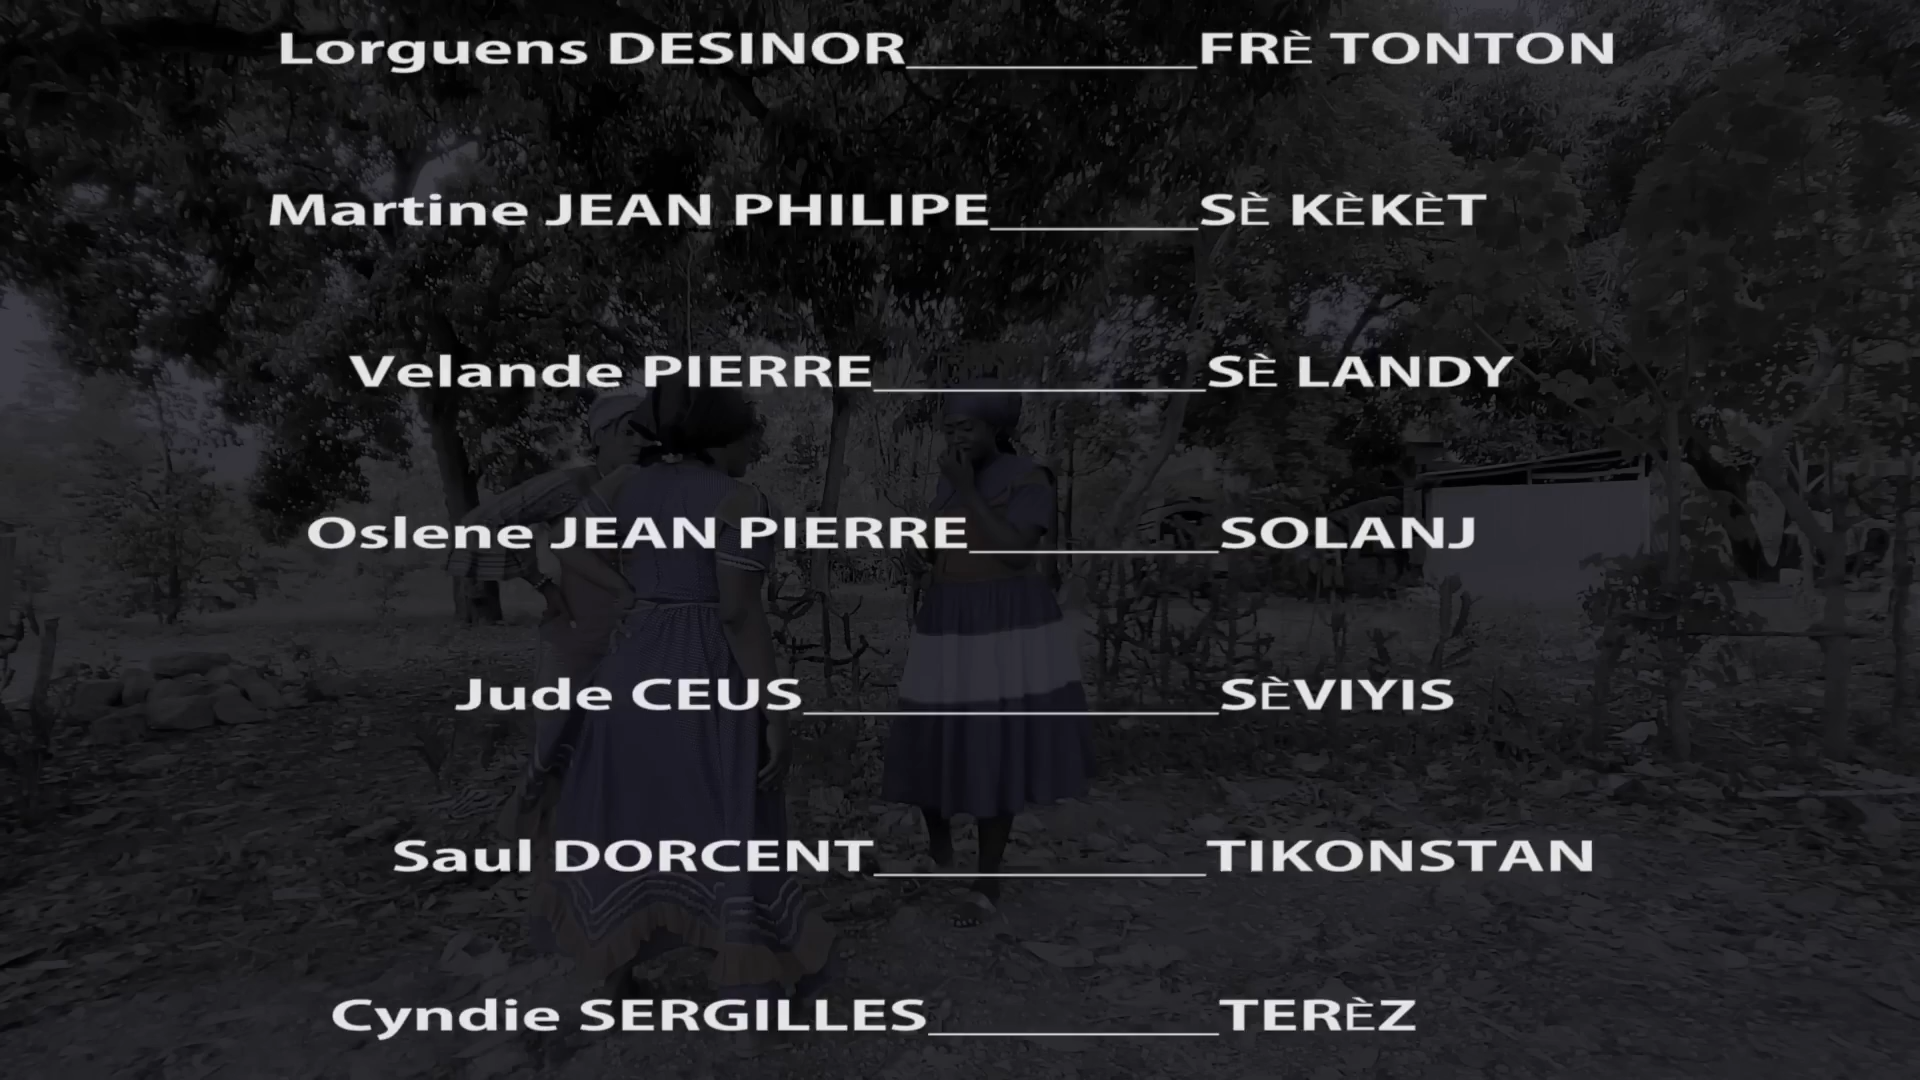 Lorguens DESINOR__________FRÈ TONTON
Martine JEAN PHILIPE_______SÈ KÈKÈT
Velande PIERRE____________SÈ LANDY
Oslene JEAN PIERRE_________SOLANJ
Jude CEUS_______________SÈVIYIS
Saul DORCENT____________TIKONSTAN
Cyndie SERGILLES__________TERÈZ